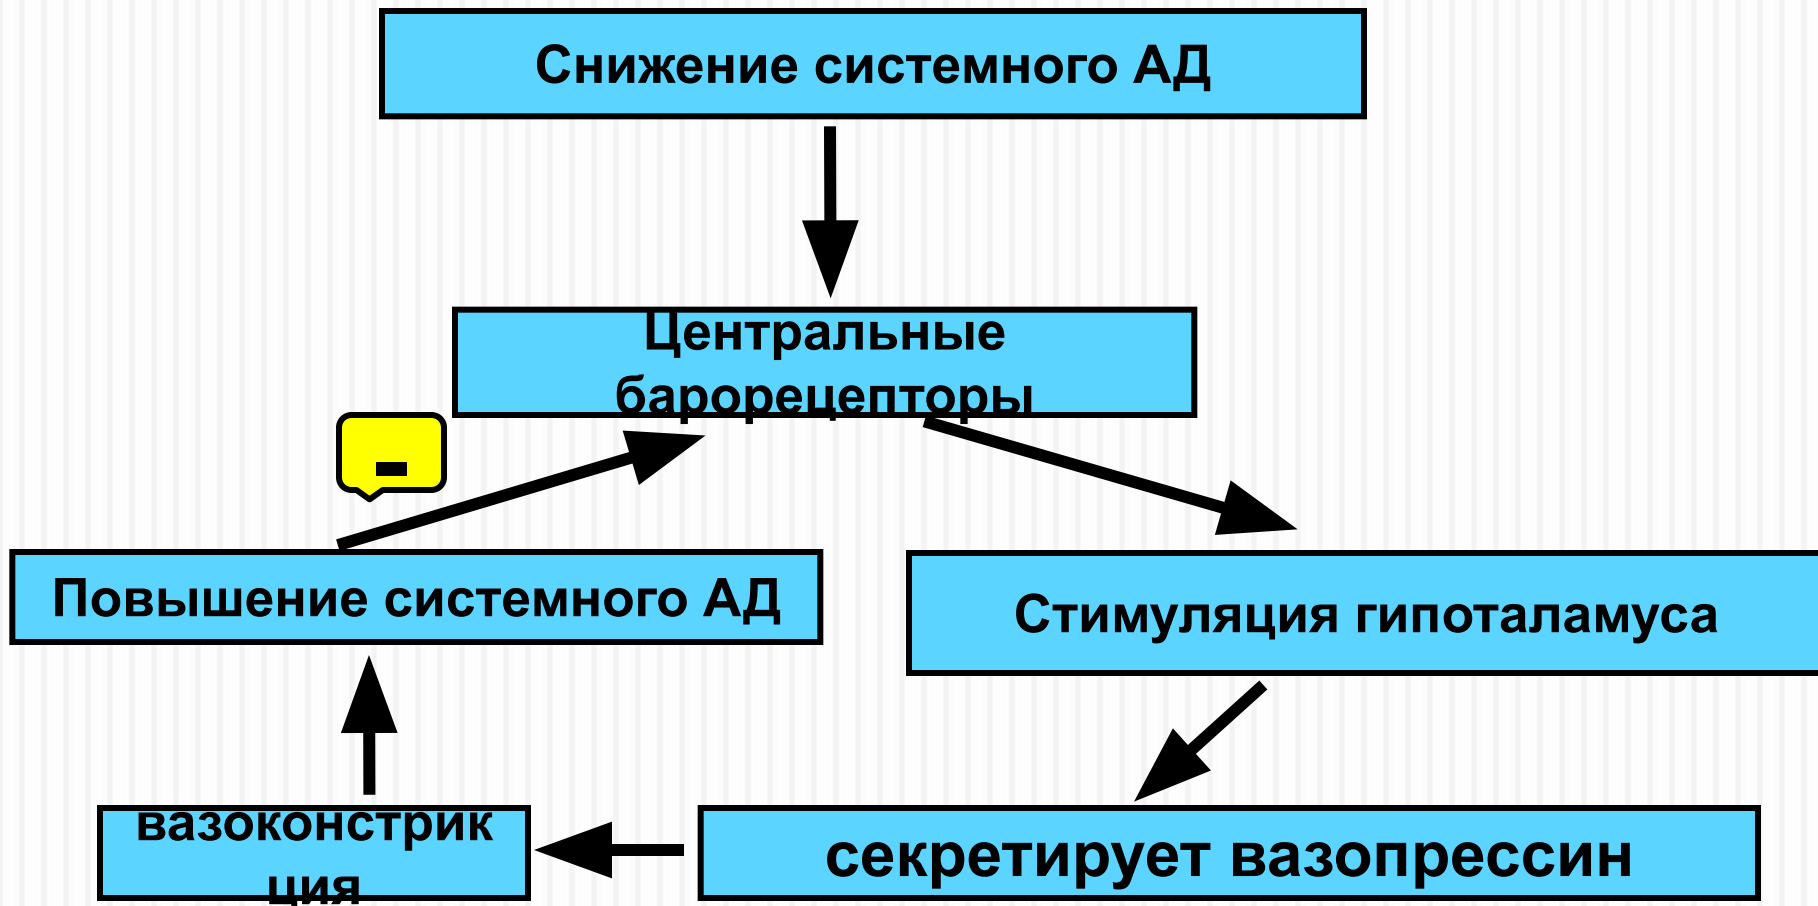 Снижение системного АД
Центральные
барорецепторы
-
Повышение системного АД
Стимуляция гипоталамуса
вазоконстрик
ция
секретирует вазопрессин